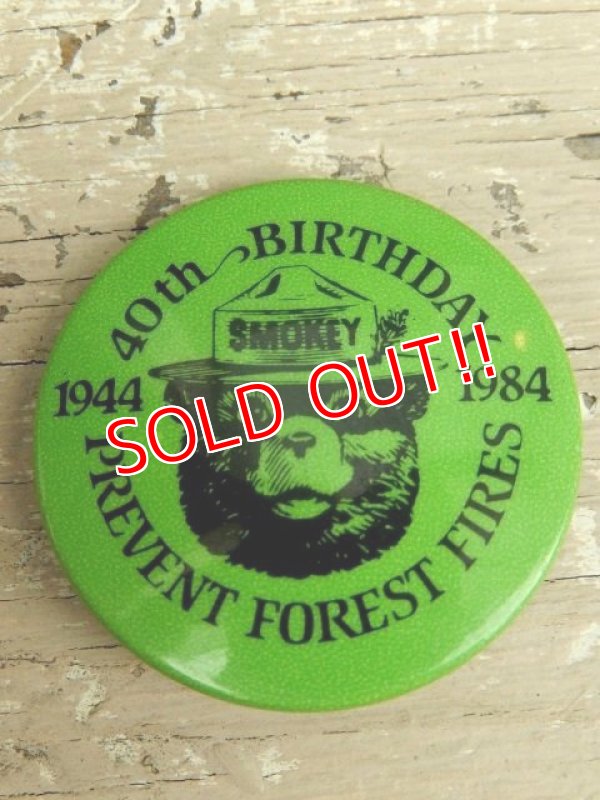 40th BIRTHDAY
SMOKEY
1944
1984
SOLD OUT!!
PREVENT FOREST FIRES